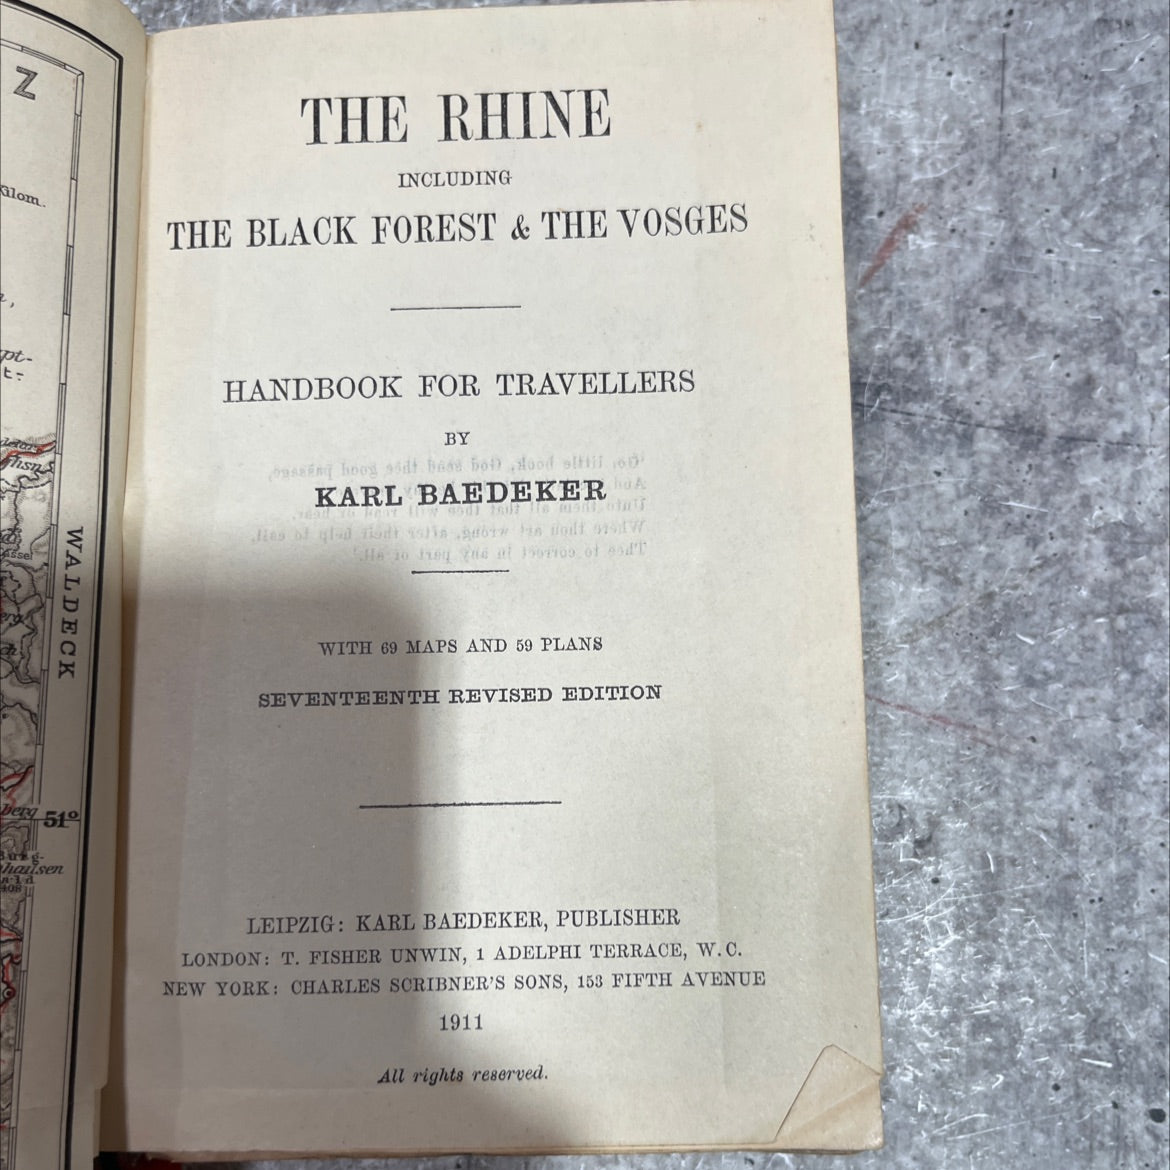 THE RHINE
INCLUDING
THE BLACK FOREST & THE VOSGES
HANDBOOK FOR TRAVELLERS
BY
KARL BAEDEKER
WITH 69 MAPS AND 59 PLANS
SEVENTEENTH REVISED EDITION
LEIPZIG: KARL BAEDEKER, PUBLISHER
LONDON: T. FISHER UNWIN, 1 ADELPHI TERRACE, W.C.
NEW YORK: CHARLES SCRIBNER'S SONS, 153 FIFTH AVENUE
1911
All rights reserved.
Z
WALDECK
51°